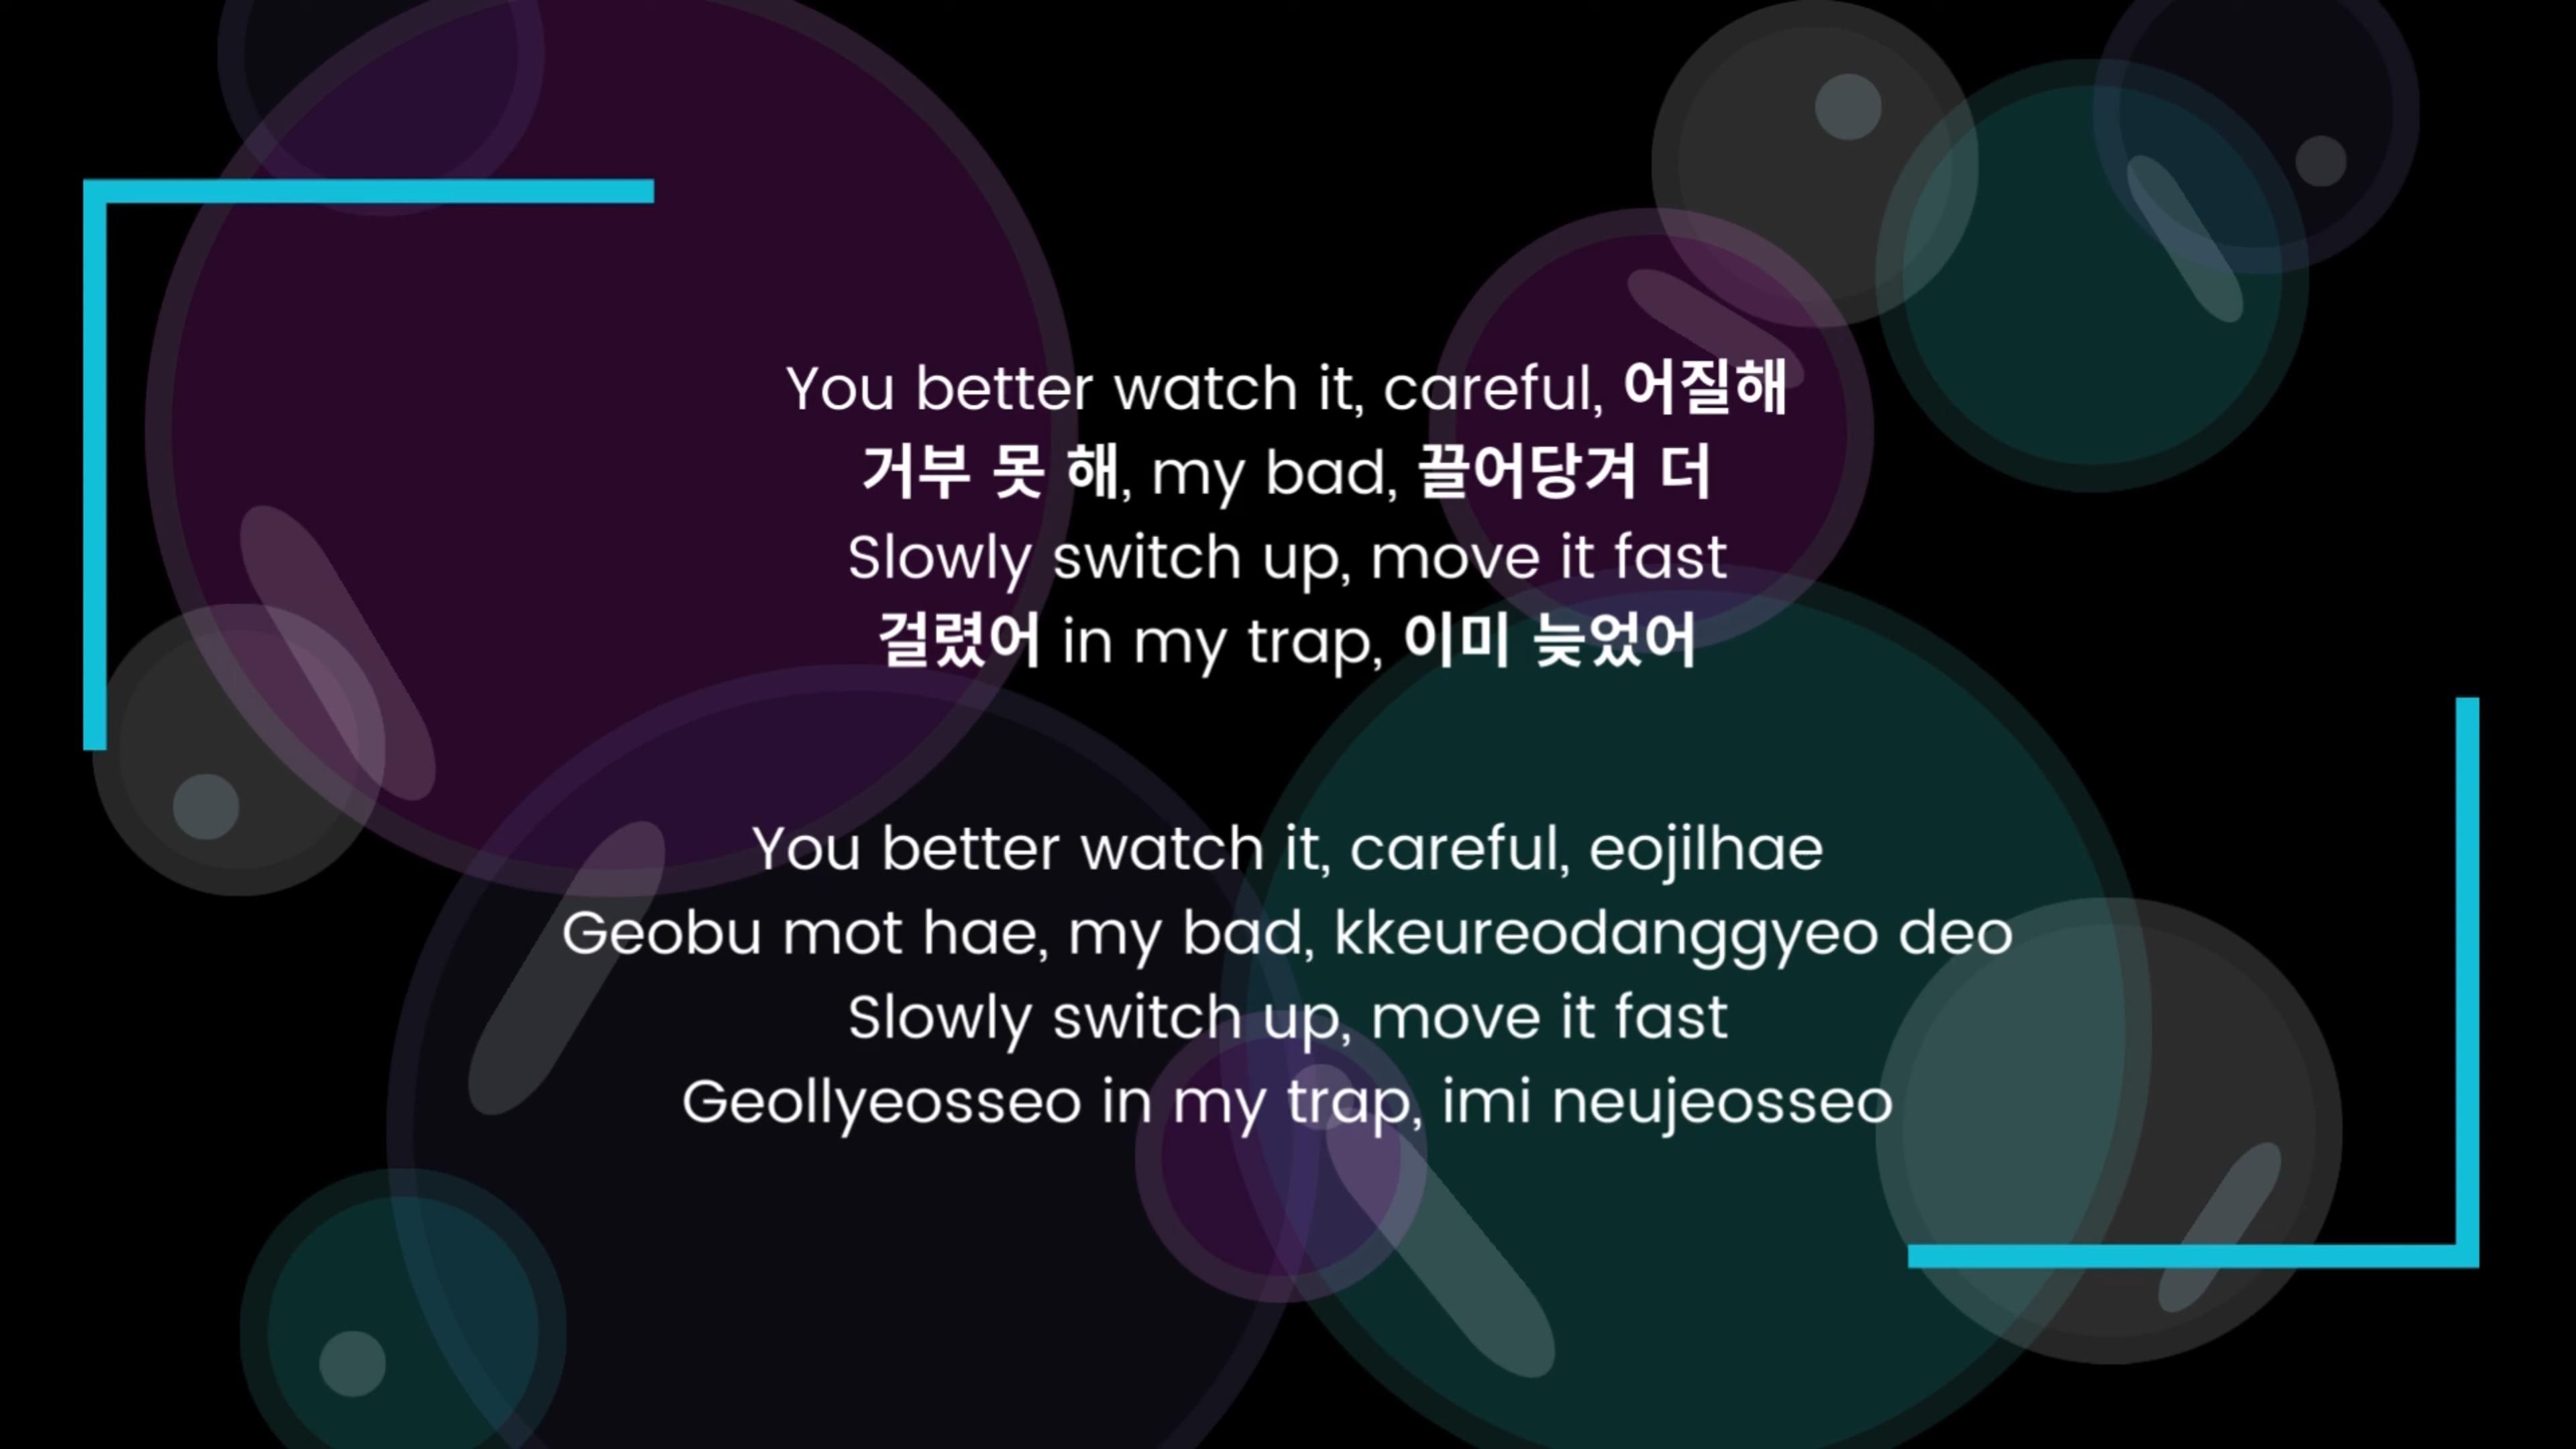 You better watch it, careful, 어질해
거부 못 해, my bad, 끌어당겨 더
Slowly switch up, move it fast
걸렸어 in my trap, 이미 늦었어
You better watch it, careful, eojilhae
Geobu mot hae, my bad, kkeureodanggyeo deo
Slowly switch up, move it fast
Geollyeosseo in my trap, imi neujeosseo